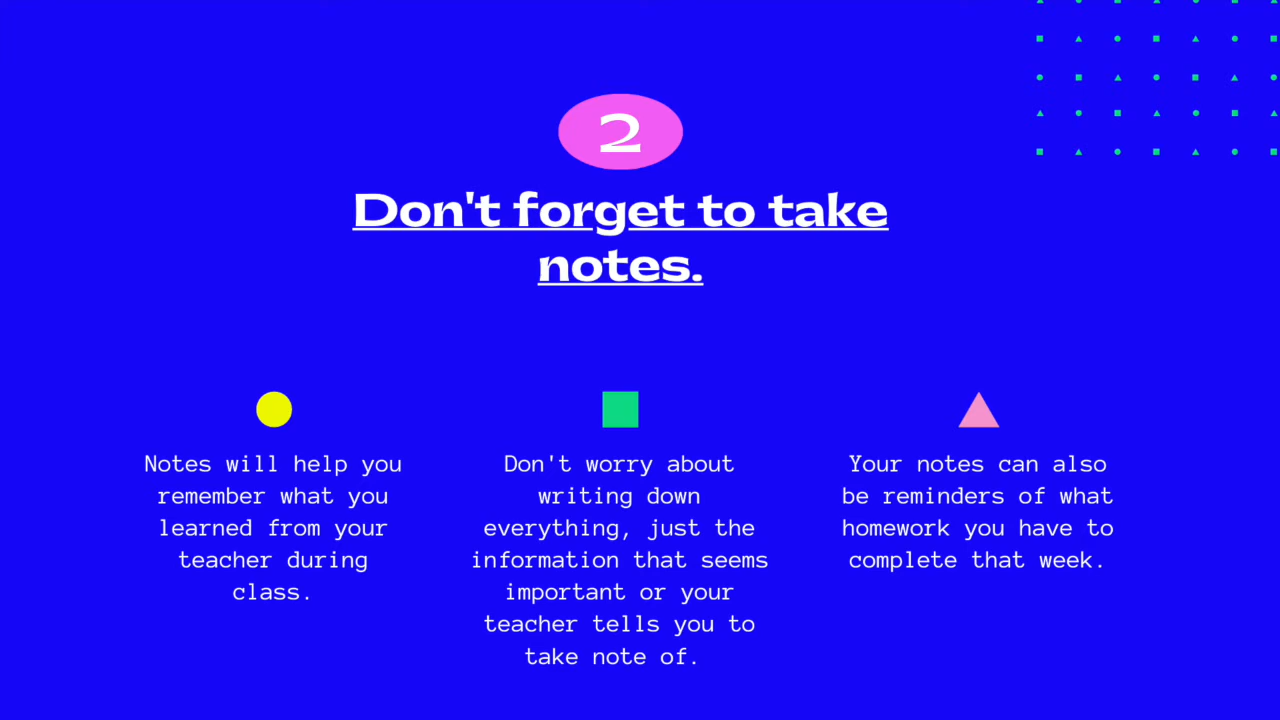 2
Don't forget to take
notes.
Notes will help you
remember what you
learned from your
teacher during
class.
Don't worry about
writing down
everything, just the
information that seems
important or your
teacher tells you to
take note of.
Your notes can also
be reminders of what
homework you have to
complete that week.